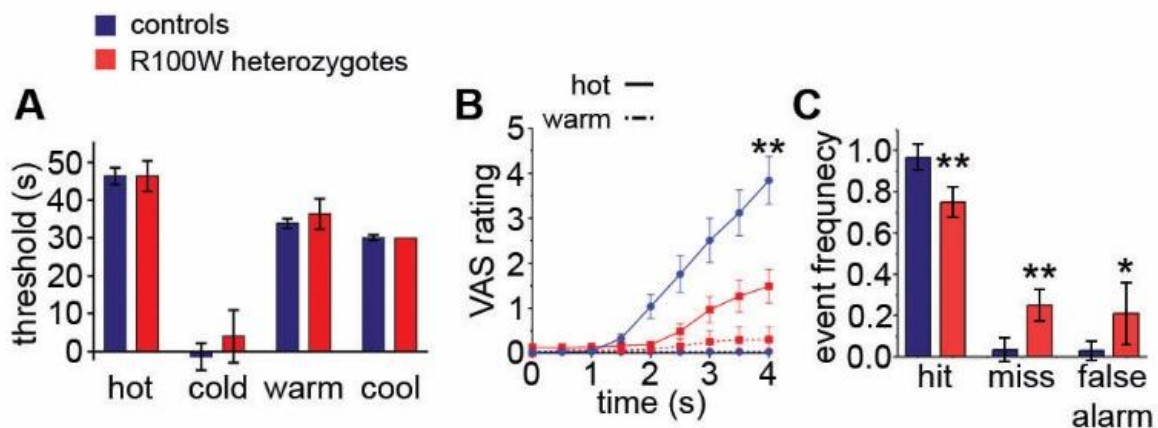 controls
R100W heterozygotes
A
threshold (s)
50
40
30
20
10
0
hot cold warm cool
B
hot
warm
VAS rating
5
4
3
2
1
0
**
0 1 2 3 4
time (s)
C
event frequnecy
1.0
0.8
0.6
0.4
0.2
0.0
**
**
*
hit miss false
alarm